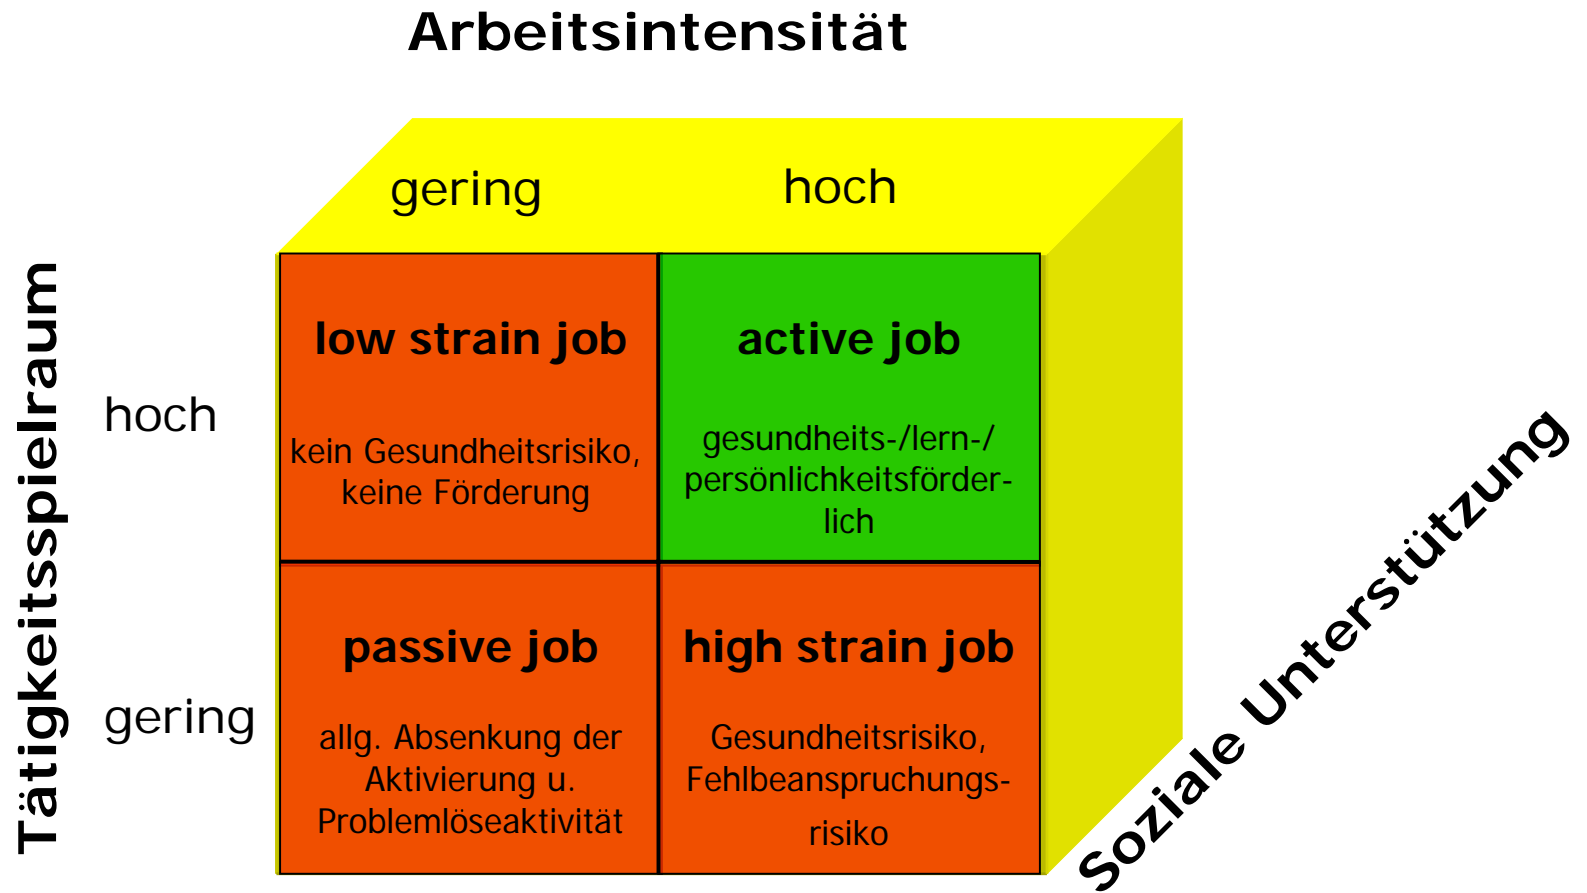 Arbeitsintensität
gering
hoch
Tätigkeitsspielraum
hoch
gering
low strain job
kein Gesundheitsrisiko,
keine Förderung
active job
gesundheits-/lern-/
persönlichkeitsförder-
lich
passive job
allg. Absenkung der
Aktivierung u.
Problemlöseaktivität
high strain job
Gesundheitsrisiko,
Fehlbeanspruchungs-
risiko
Soziale Unterstützung